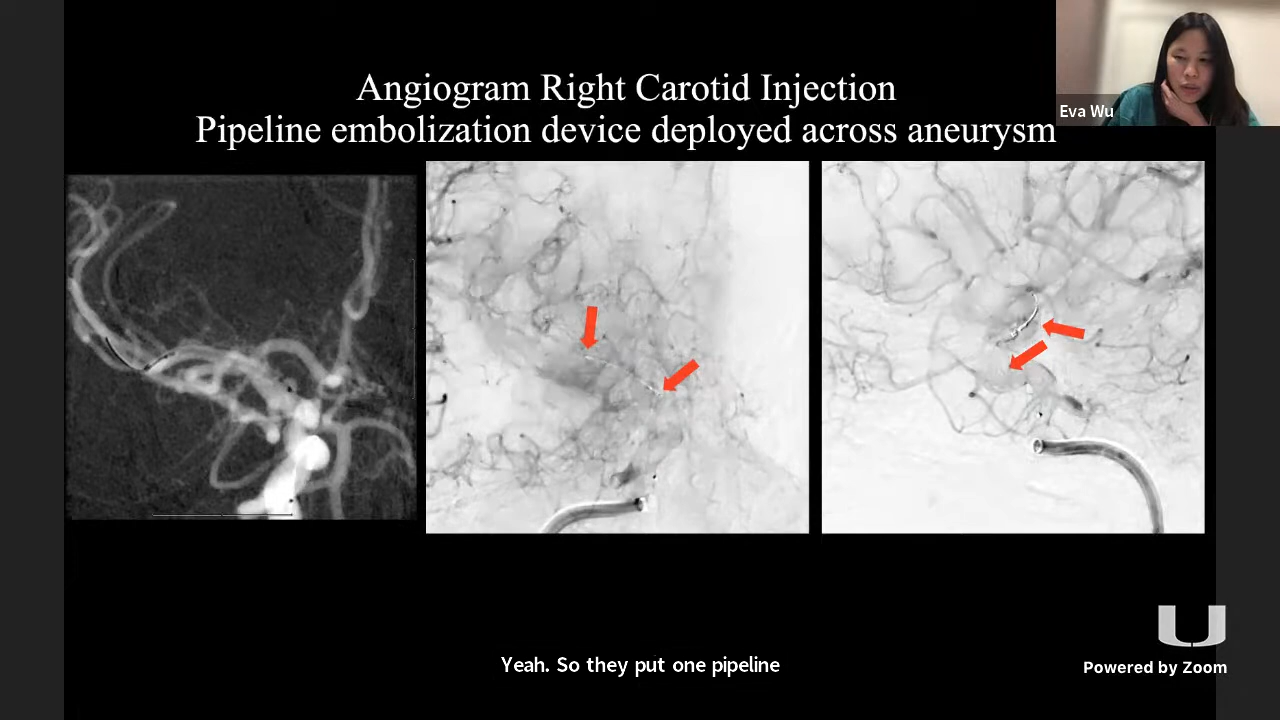 Angiogram Right Carotid Injection
Pipeline embolization device deployed across aneurysm
Eva Wu
Yeah. So they put one pipeline
U
Powered by Zoom